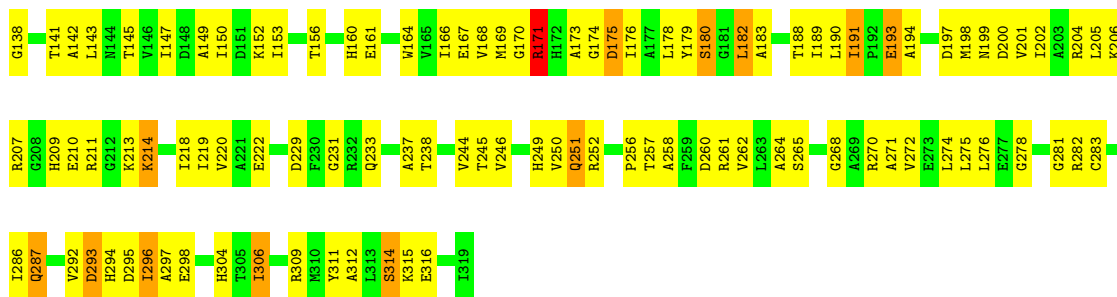 G138 T141 A142 L143 N144 T145 V146 I147 D148 A149 I150 D151 K152 I153 T156 H160 E161 W164 V165 I166 E167 V168 M169 G170 R171 H172 A173 G174 D175 I176 A177 L178 Y179 S180 G181 L182 A183 T188 I189 L190 I191 P192 E193 A194 D197 M198 N199 D200 V201 I202 A203 R204 L205 K206
R207 G208 H209 E210 R211 G212 K213 K214 I218 I219 V220 A221 E222 D229 F230 G231 R232 Q233 A237 T238 V244 T245 V246 H249 V250 Q251 R252 P256 T257 A258 F259 D260 R261 V262 L263 A264 S265 G268 A269 R270 A271 V272 E273 L274 L275 L276 E277 G278 G281 R282 C283
I286 Q287 V292 D293 H294 D295 I296 A297 E298 H304 T305 I306 R309 M310 Y311 A312 L313 S314 K315 E316 I319